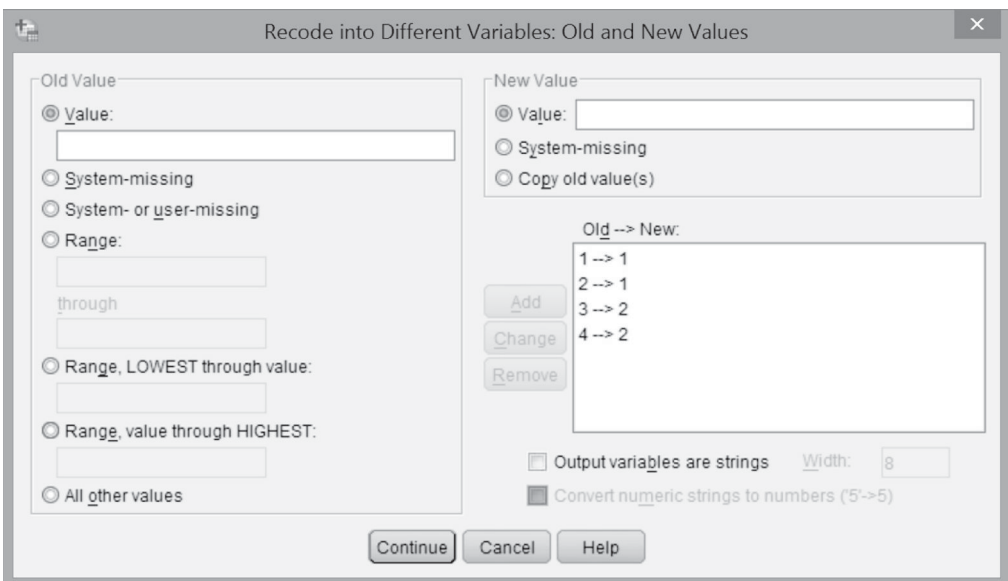 Recode into Different Variables: Old and New Values
Old Value
Value:
System-missing
System- or user-missing
Range:
through
Range, LOWEST through value:
Range, value through HIGHEST:
All other values
New Value
Value:
System-missing
Copy old value(s)
Old --> New:
1 --> 1
2 --> 1
3 --> 2
4 --> 2
Add
Change
Remove
Output variables are strings Width: 8
Convert numeric strings to numbers ('5'->5)
Continue Cancel Help